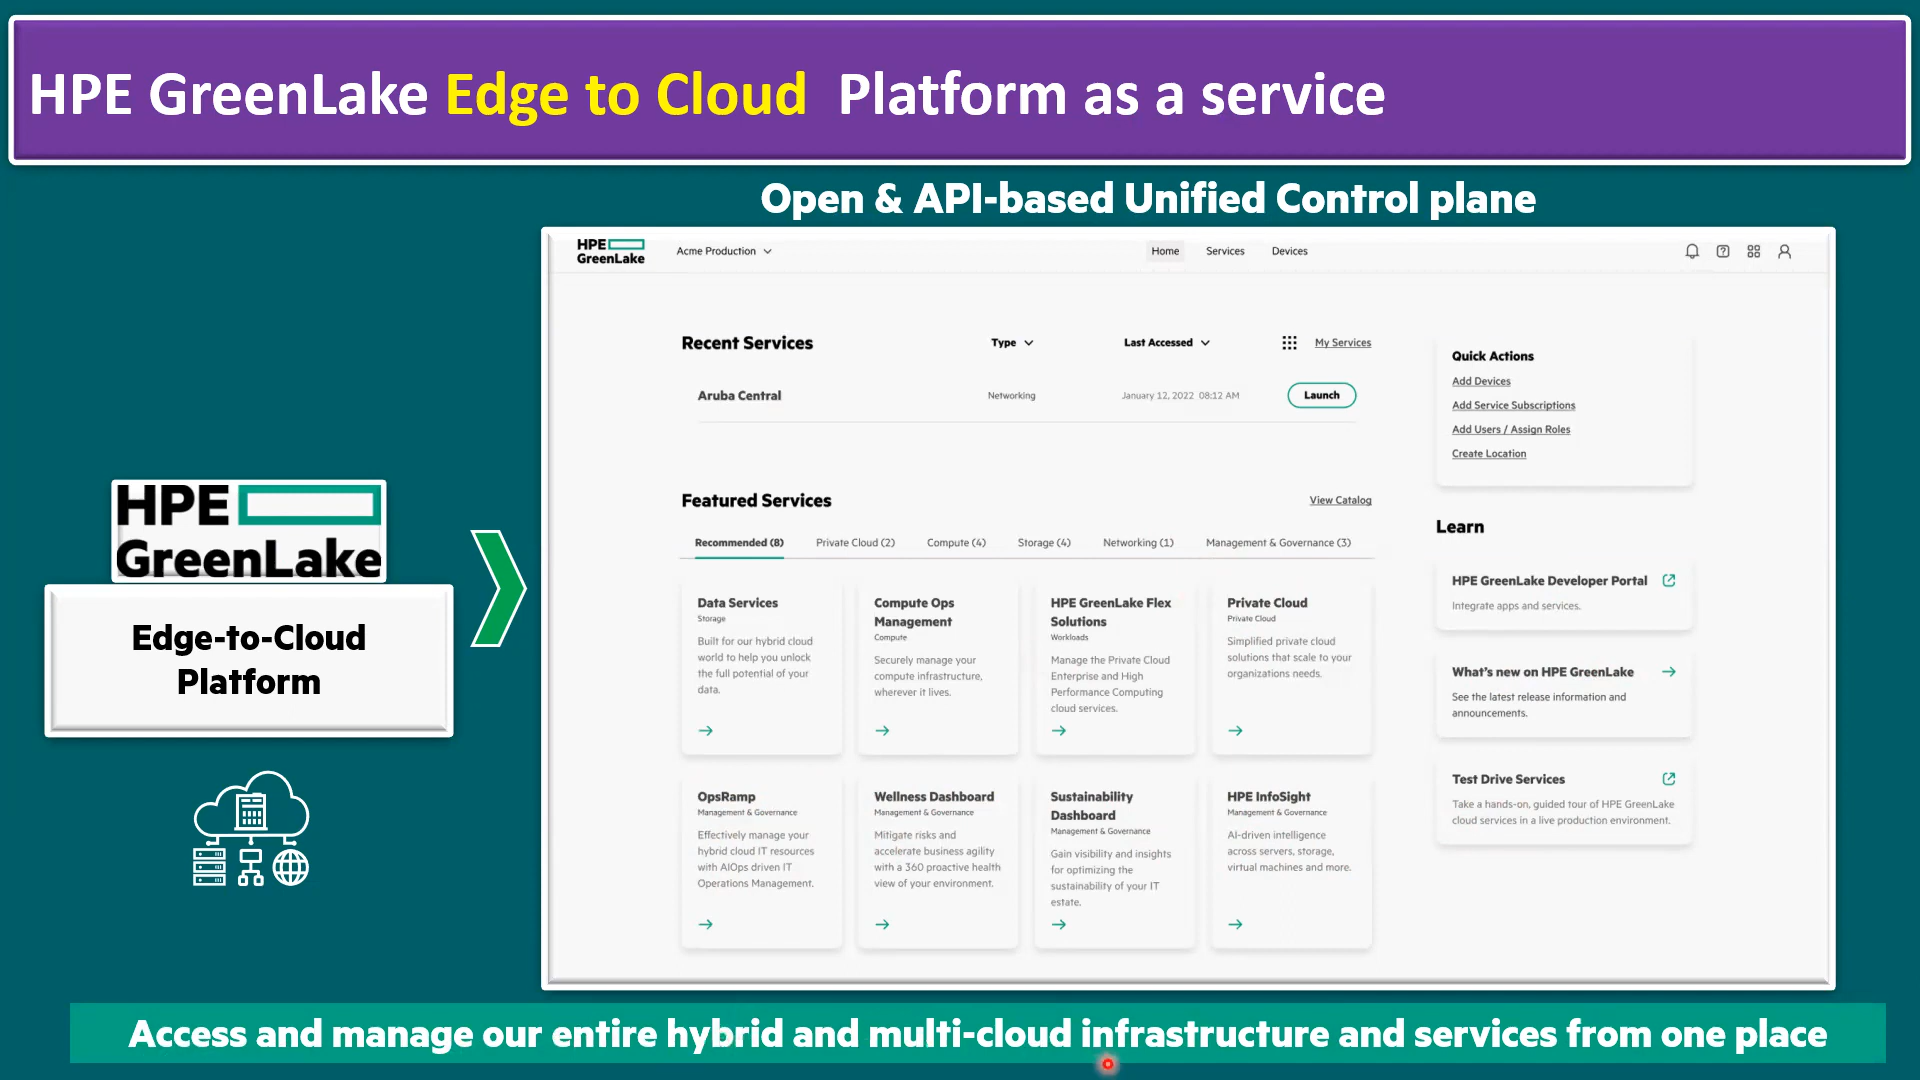 HPE GreenLake Edge to Cloud Platform as a service
Open & API-based Unified Control plane
HPE
GreenLake
Edge-to-Cloud
Platform
HPE
GreenLake
Acme Production
Home Services Devices
Recent Services Type Last Accessed My Services
Aruba Central Networking January 12, 2022 08:12 AM Launch
Featured Services View Catalog
Recommended (8) Private Cloud (2) Compute (4) Storage (4) Networking (1) Management & Governance (3)
Data Services
Storage
Built for our hybrid cloud
world to help you unlock
the full potential of your
data.
Compute Ops
Management
Compute
Securely manage your
compute infrastructure,
wherever it lives.
HPE GreenLake Flex
Solutions
Workloads
Manage the Private Cloud
Enterprise and High
Performance Computing
cloud services.
Private Cloud
Private Cloud
Simplified private cloud
solutions that scale to your
organizations needs.
OpsRamp
Management & Governance
Effectively manage your
hybrid cloud IT resources
with AIOps driven IT
Operations Management.
Wellness Dashboard
Management & Governance
Mitigate risks and
accelerate business agility
with a 360 proactive health
view of your environment.
Sustainability
Dashboard
Management & Governance
Gain visibility and insights
for optimizing the
sustainability of your IT
estate.
HPE InfoSight
Management & Governance
AI-driven intelligence
across servers, storage,
virtual machines and more.
Quick Actions
Add Devices
Add Service Subscriptions
Add Users / Assign Roles
Create Location
Learn
HPE GreenLake Developer Portal
Integrate apps and services.
What's new on HPE GreenLake
See the latest release information and
announcements.
Test Drive Services
Take a hands-on, guided tour of HPE GreenLake
cloud services in a live production environment.
Access and manage our entire hybrid and multi-cloud infrastructure and services from one place